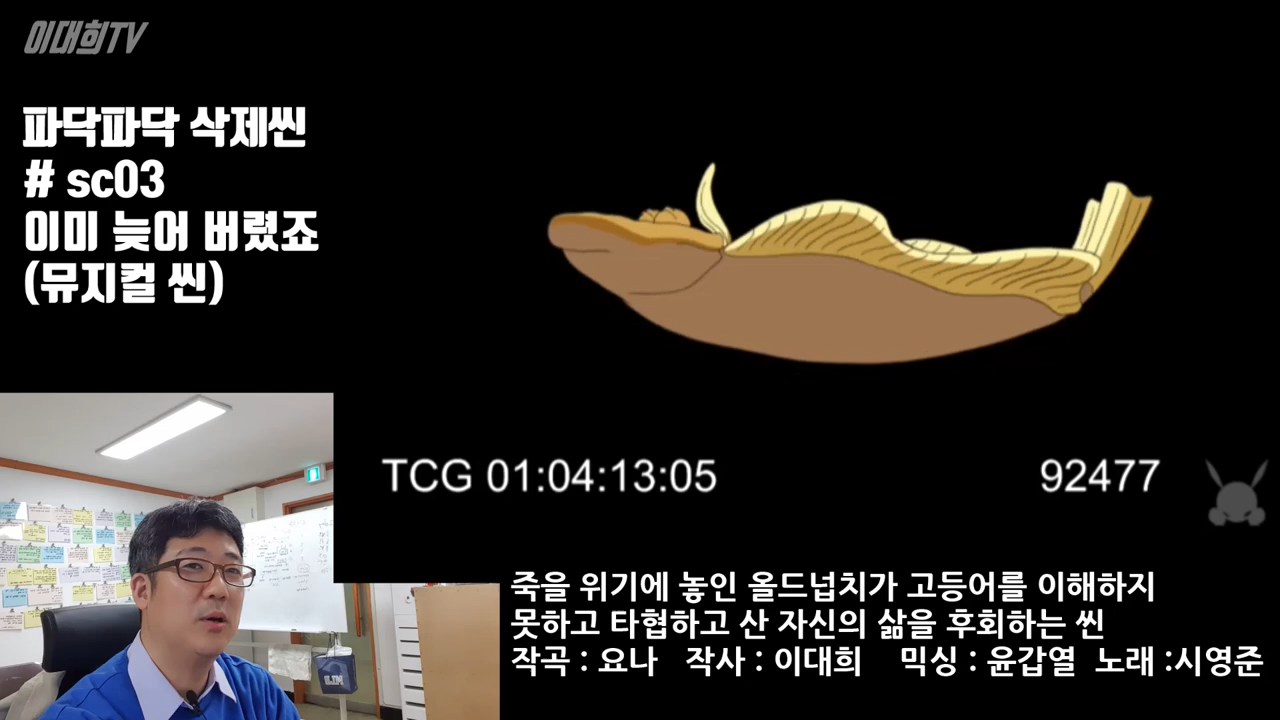 이대희TV
파닥파닥 삭제씬
# sc03
이미 늦어 버렸죠
(뮤지컬 씬)
TCG 01:04:13:05
92477
죽을 위기에 놓인 올드넙치가 고등어를 이해하지
못하고 타협하고 산 자신의 삶을 후회하는 씬
작곡 : 요나 작사 : 이대희 믹싱 : 윤갑열 노래 :시영준